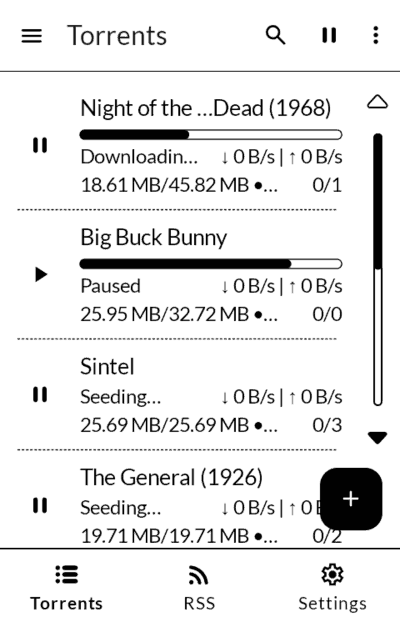 Torrents
Night of the ...Dead (1968)
Downloadin... ↓ 0 B/s | ↑ 0 B/s
18.61 MB/45.82 MB •... 0/1
Big Buck Bunny
Paused ↓ 0 B/s | ↑ 0 B/s
25.95 MB/32.72 MB •... 0/0
Sintel
Seeding... ↓ 0 B/s | ↑ 0 B/s
25.69 MB/25.69 MB •... 0/3
The General (1926)
Seeding... ↓ 0 B/s | ↑ 0
19.71 MB/19.71 MB •... 0/2
Torrents RSS Settings